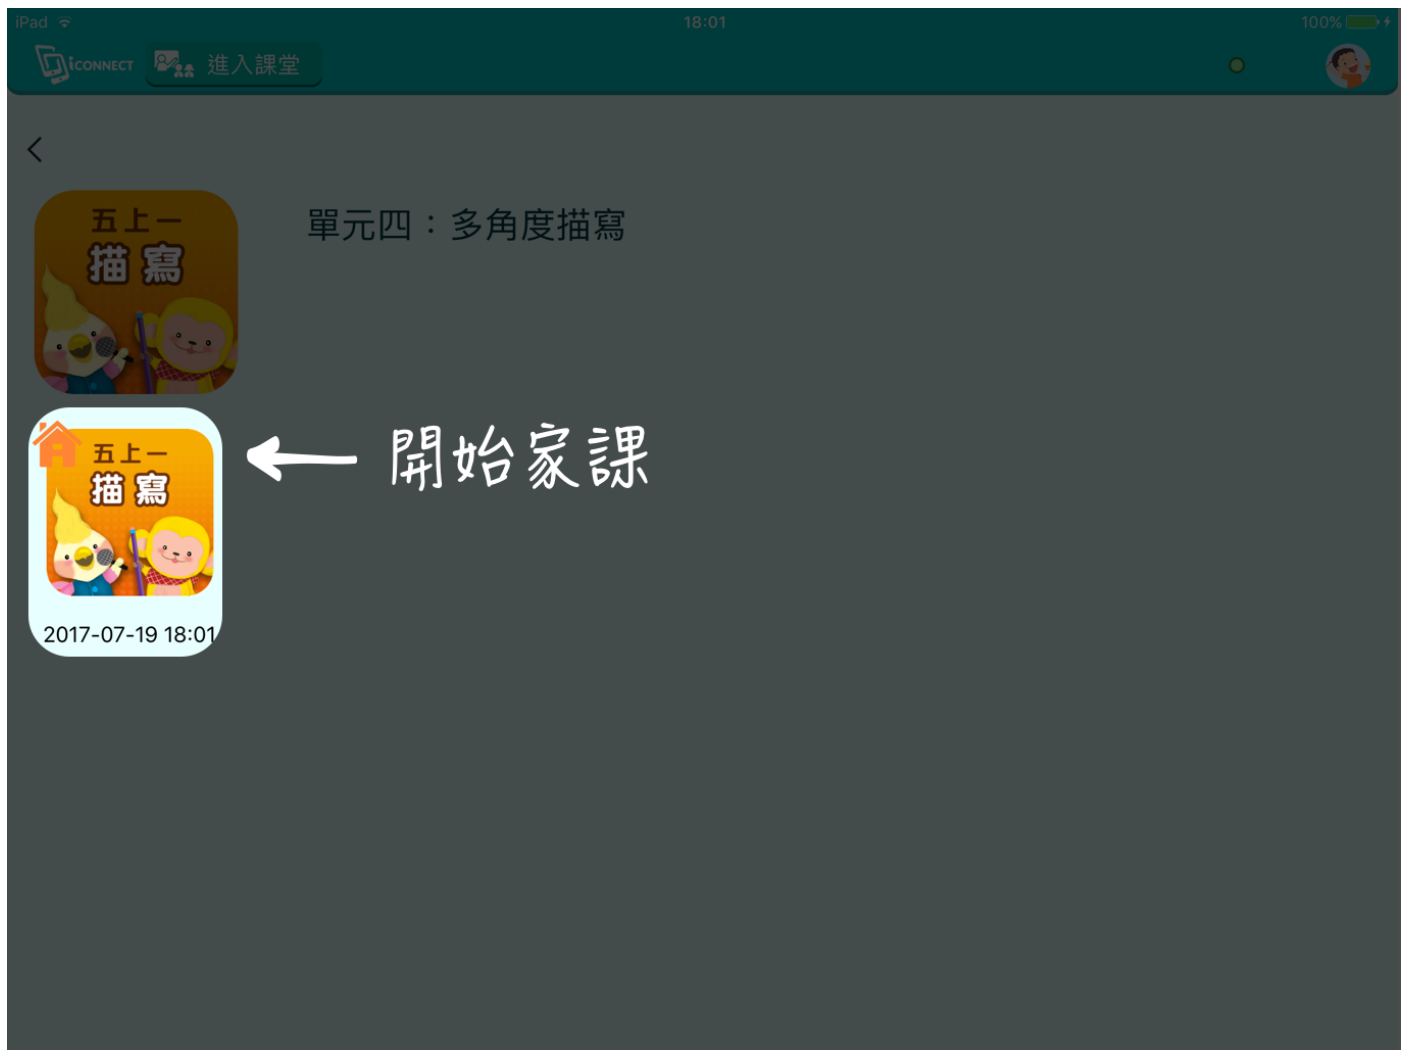 iPad 18:01 100%
iCONNECT 進入課堂
五上一
描寫
單元四：多角度描寫
五上一
描寫
開始家課
2017-07-19 18:01